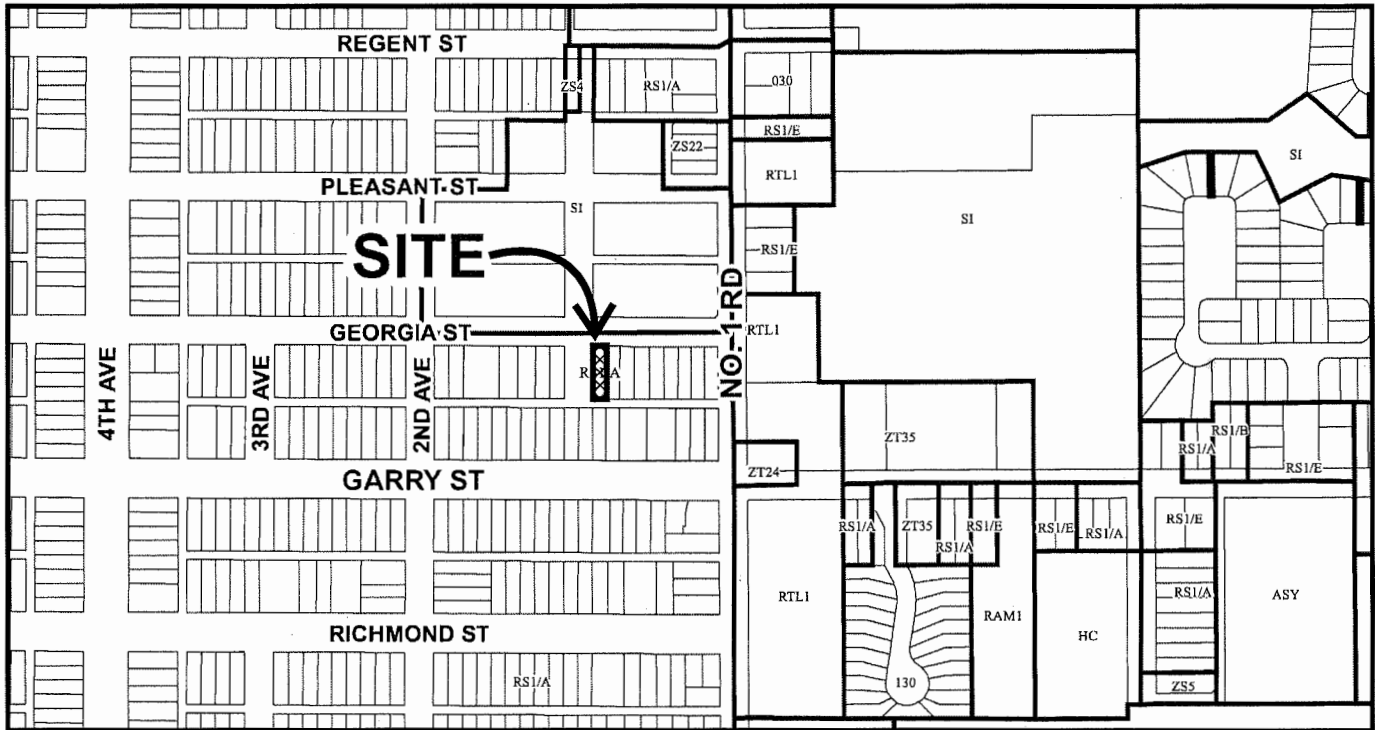 REGENT ST
ZS4
RS1/A
030
RS1/E
ZS22
RTL1
SI
PLEASANT ST
SI
SI
RS1/E
SITE
NO. 1 RD
GEORGIA ST
RTL1
4TH AVE
3RD AVE
2ND AVE
ZT35
RS1/A
RS1/B
RS1/E
ZT24
GARRY ST
RS1/A
ZT35
RS1/A
RS1/E
RS1/E
RS1/A
RS1/E
RTL1
RAM1
HC
RS1/A
ASY
RICHMOND ST
RS1/A
130
ZS5